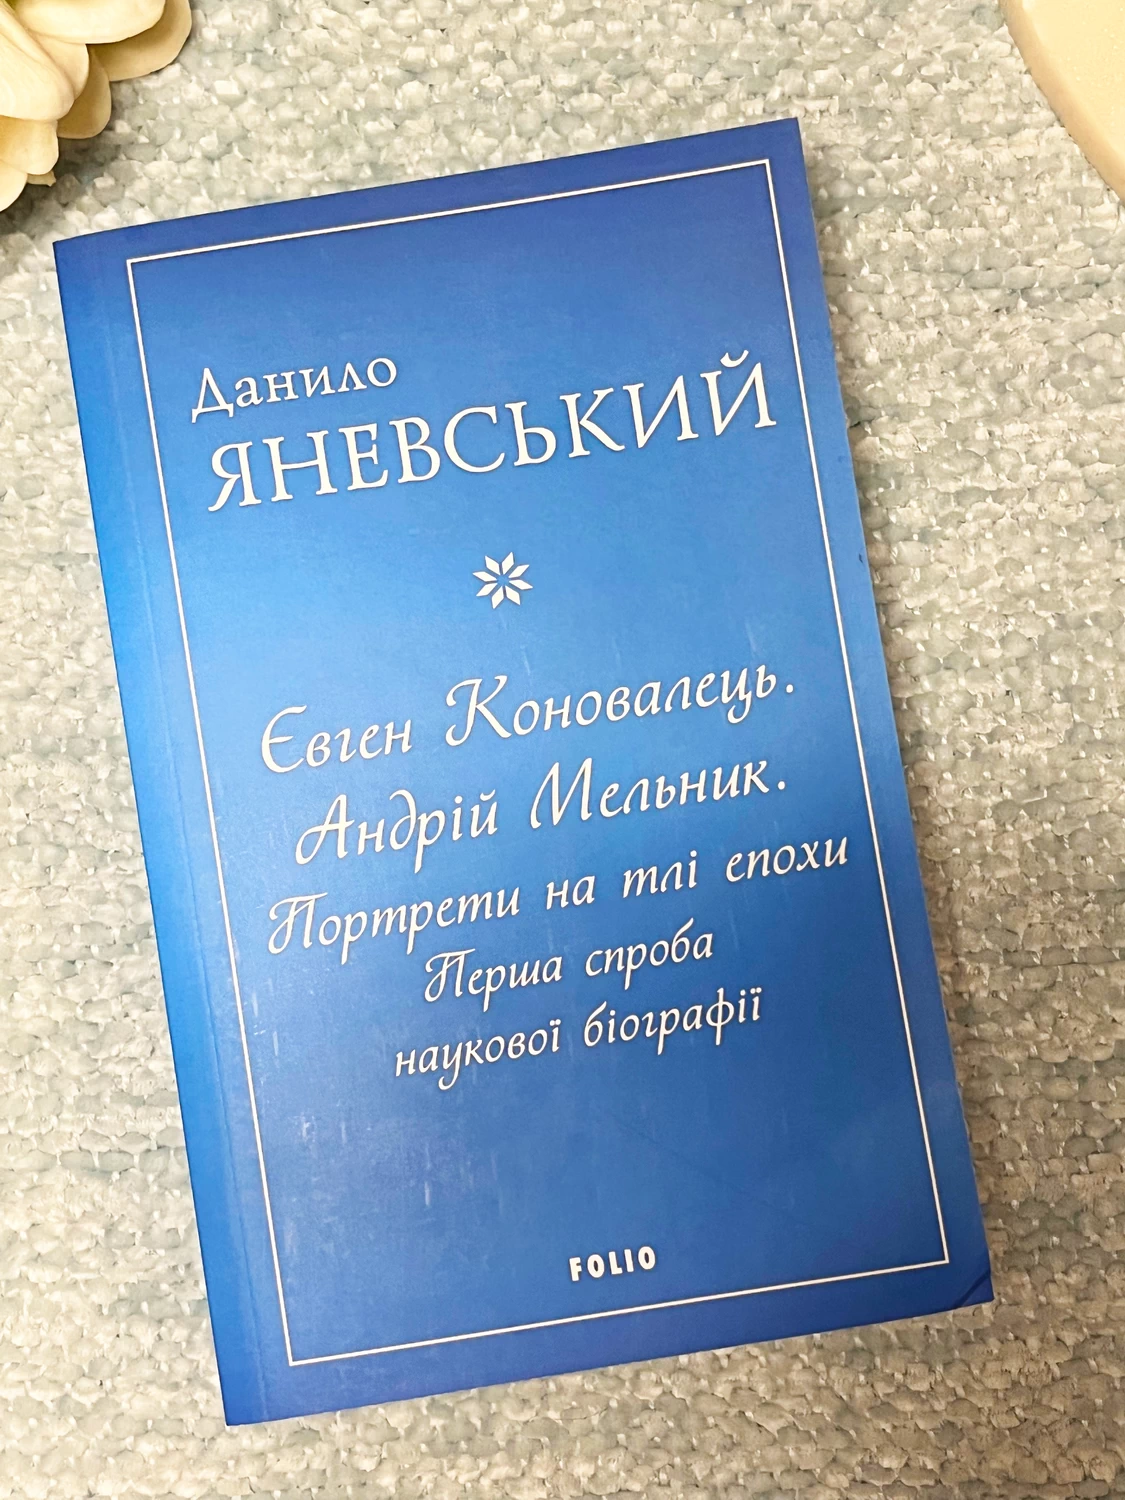 Данило
ЯНЕВСЬКИЙ
Євген Коновалець.
Андрій Мельник.
Портрети на тлі епохи
Перша спроба
наукової біографії
FOLIO